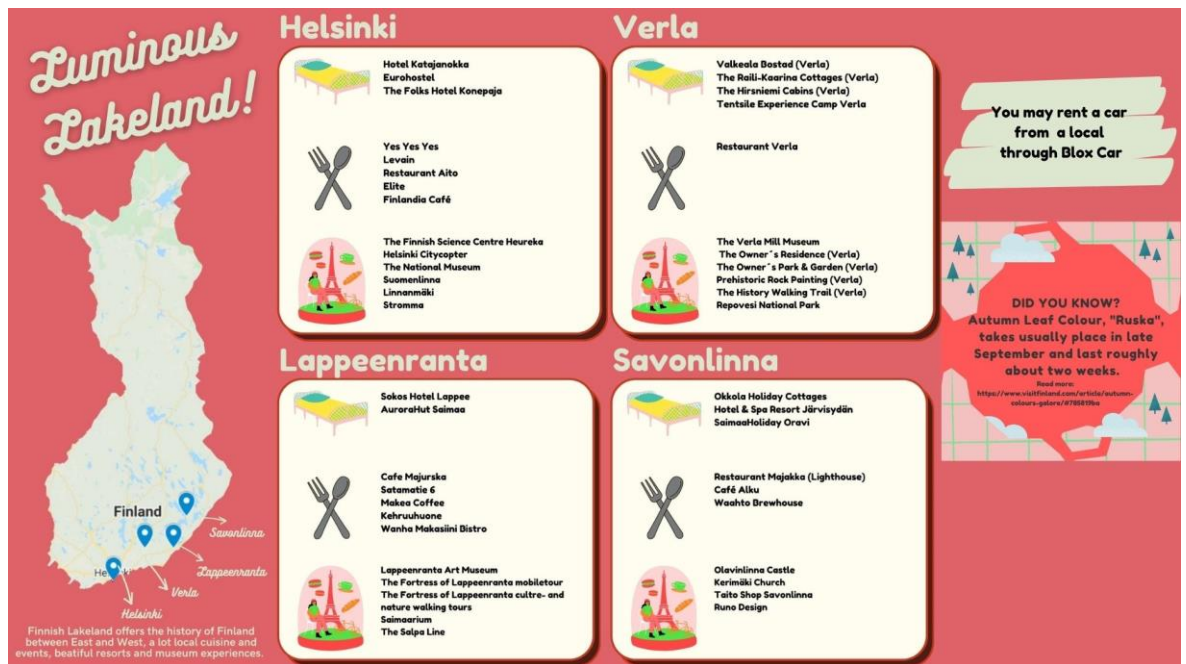 Luminous
Lakeland!
Finland
Savonlinna
Lappeenranta
Verla
Helsinki
Finnish Lakeland offers the history of Finland
between East and West, a lot local cuisine and
events, beatiful resorts and museum experiences.
Helsinki
Hotel Katajanokka
Eurohostel
The Folks Hotel Konepaja
Yes Yes Yes
Levain
Restaurant Aito
Elite
Finlandia Café
The Finnish Science Centre Heureka
Helsinki Citycopter
The National Museum
Suomenlinna
Linnanmäki
Stromma
Verla
Valkeala Bostad (Verla)
The Raili-Kaarina Cottages (Verla)
The Hirsniemi Cabins (Verla)
Tentsile Experience Camp Verla
Restaurant Verla
The Verla Mill Museum
The Owner´s Residence (Verla)
The Owner´s Park & Garden (Verla)
Prehistoric Rock Painting (Verla)
The History Walking Trail (Verla)
Repovesi National Park
Lappeenranta
Sokos Hotel Lappee
AuroraHut Saimaa
Cafe Majurska
Satamatie 6
Makea Coffee
Kehruuhuone
Wanha Makasiini Bistro
Lappeenranta Art Museum
The Fortress of Lappeenranta mobiletour
The Fortress of Lappeenranta cultre- and
nature walking tours
Saimaarium
The Salpa Line
Savonlinna
Okkola Holiday Cottages
Hotel & Spa Resort Järvisydän
SaimaaHoliday Oravi
Restaurant Majakka (Lighthouse)
Café Alku
Waahto Brewhouse
Olavinlinna Castle
Kerimäki Church
Taito Shop Savonlinna
Runo Design
You may rent a car
from a local
through Blox Car
DID YOU KNOW?
Autumn Leaf Colour, "Ruska",
takes usually place in late
September and last roughly
about two weeks.
Read more:
https://www.visitfinland.com/article/autumn-